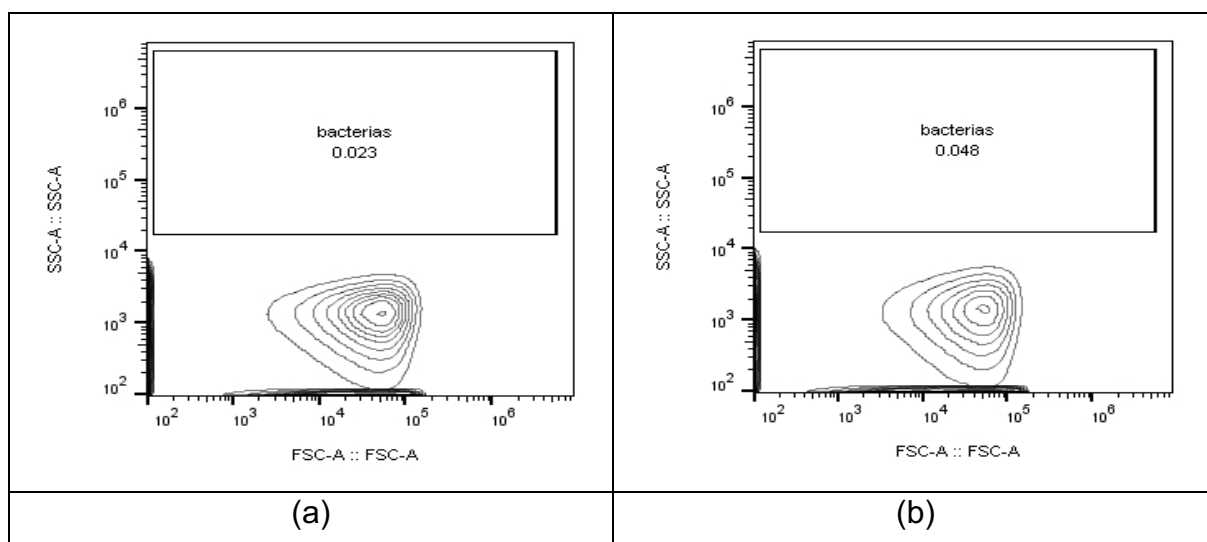 bacterias
0.023
10^6
10^5
10^4
10^3
10^2
SSC-A :: SSC-A
10^2 10^3 10^4 10^5 10^6
FSC-A :: FSC-A
(a)
bacterias
0.048
10^6
10^5
10^4
10^3
10^2
SSC-A :: SSC-A
10^2 10^3 10^4 10^5 10^6
FSC-A :: FSC-A
(b)